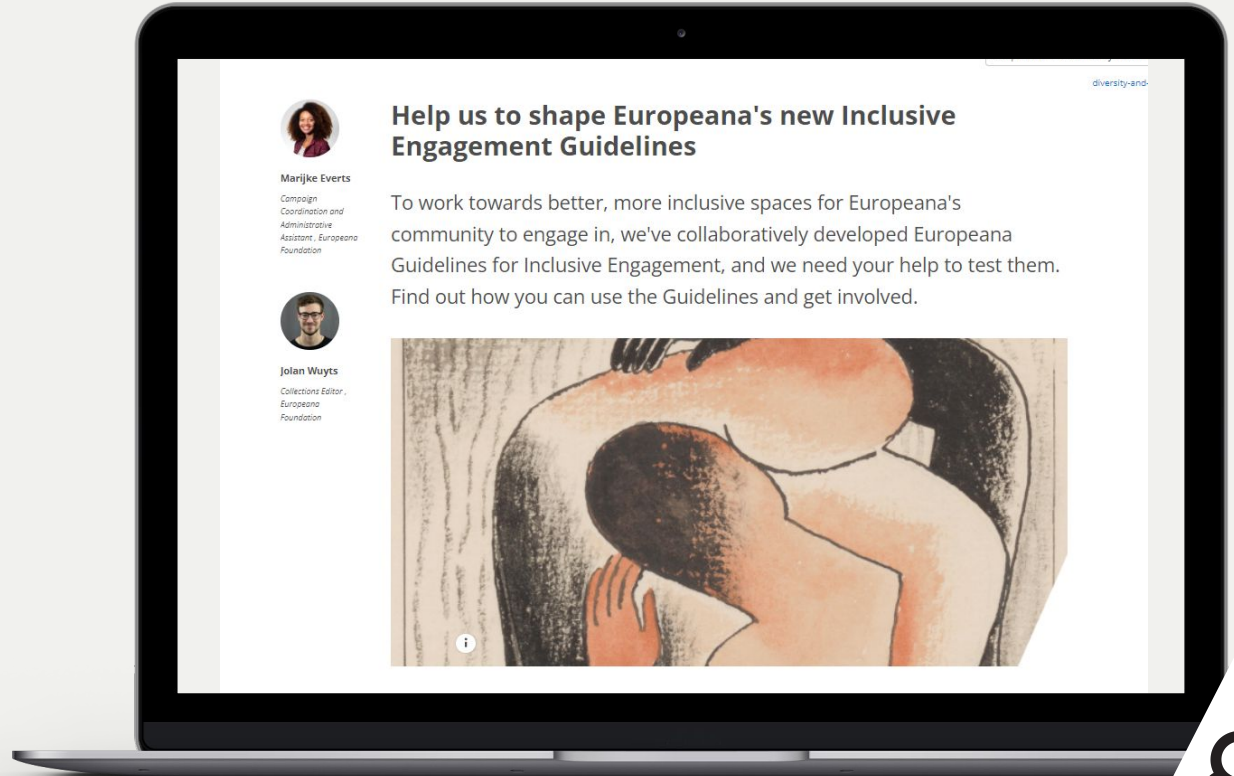 diversity-and-
Help us to shape Europeana's new Inclusive
Engagement Guidelines
Marijke Everts
Campaign
Coordination and
Administrative
Assistant , Europeana
Foundation
To work towards better, more inclusive spaces for Europeana's
community to engage in, we've collaboratively developed Europeana
Guidelines for Inclusive Engagement, and we need your help to test them.
Find out how you can use the Guidelines and get involved.
Jolan Wuyts
Collections Editor ,
Europeana
Foundation
i